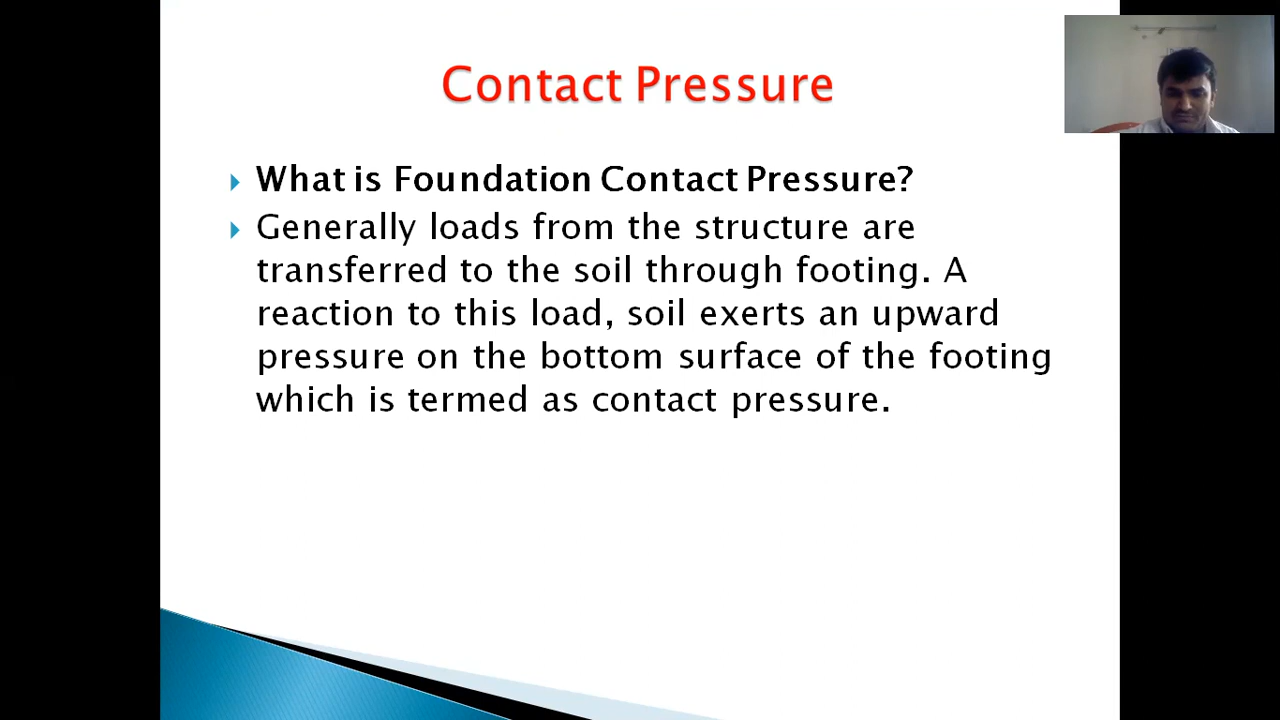 Contact Pressure
What is Foundation Contact Pressure?
Generally loads from the structure are
transferred to the soil through footing. A
reaction to this load, soil exerts an upward
pressure on the bottom surface of the footing
which is termed as contact pressure.